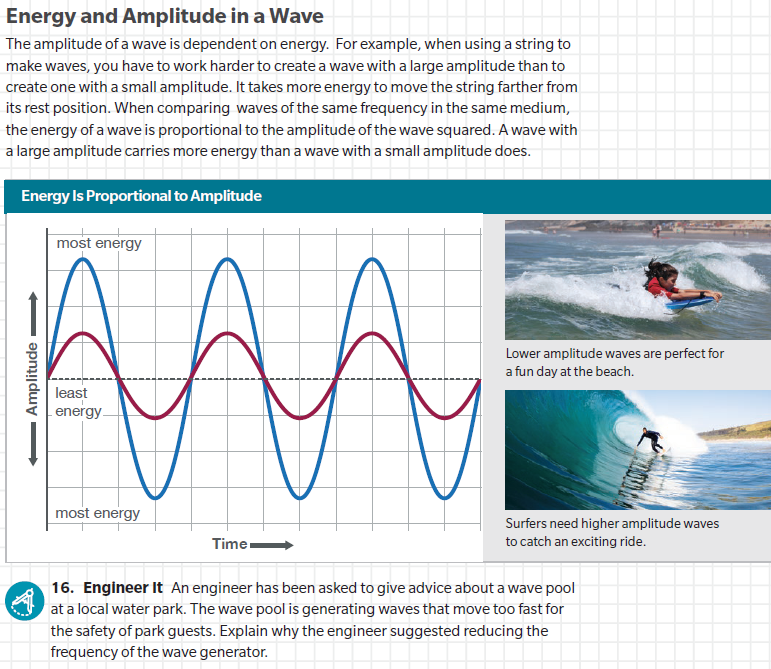 Energy and Amplitude in a Wave
The amplitude of a wave is dependent on energy. For example, when using a string to
make waves, you have to work harder to create a wave with a large amplitude than to
create one with a small amplitude. It takes more energy to move the string farther from
its rest position. When comparing waves of the same frequency in the same medium,
the energy of a wave is proportional to the amplitude of the wave squared. A wave with
a large amplitude carries more energy than a wave with a small amplitude does.
Energy Is Proportional to Amplitude
most energy
Amplitude
least
energy
most energy
Time
Lower amplitude waves are perfect for
a fun day at the beach.
Surfers need higher amplitude waves
to catch an exciting ride.
16. Engineer It An engineer has been asked to give advice about a wave pool
at a local water park. The wave pool is generating waves that move too fast for
the safety of park guests. Explain why the engineer suggested reducing the
frequency of the wave generator.